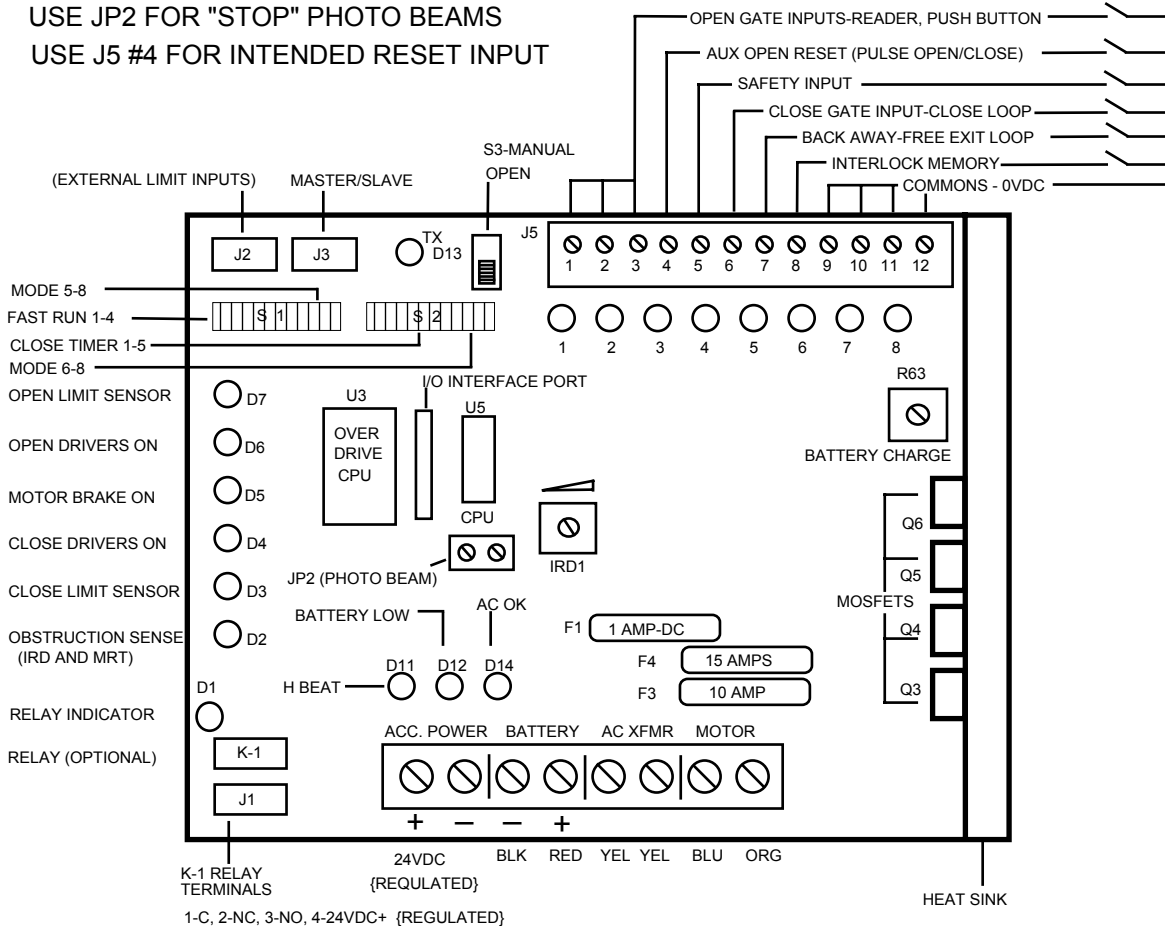 USE JP2 FOR "STOP" PHOTO BEAMS
USE J5 #4 FOR INTENDED RESET INPUT
OPEN GATE INPUTS-READER, PUSH BUTTON
AUX OPEN RESET (PULSE OPEN/CLOSE)
SAFETY INPUT
CLOSE GATE INPUT-CLOSE LOOP
BACK AWAY-FREE EXIT LOOP
INTERLOCK MEMORY
COMMONS - 0VDC
S3-MANUAL
OPEN
(EXTERNAL LIMIT INPUTS)
MASTER/SLAVE
J2
J3
TX
D13
J5
1 2 3 4 5 6 7 8 9 10 11 12
MODE 5-8
FAST RUN 1-4
CLOSE TIMER 1-5
MODE 6-8
S 1
S 2
1 2 3 4 5 6 7 8
OPEN LIMIT SENSOR
D7
OPEN DRIVERS ON
D6
MOTOR BRAKE ON
D5
CLOSE DRIVERS ON
D4
CLOSE LIMIT SENSOR
D3
OBSTRUCTION SENSE
(IRD AND MRT)
D2
U3
OVER
DRIVE
CPU
I/O INTERFACE PORT
U5
CPU
IRD1
R63
BATTERY CHARGE
Q6
Q5
MOSFETS
Q4
Q3
JP2 (PHOTO BEAM)
BATTERY LOW
AC OK
F1
1 AMP-DC
F4
15 AMPS
F3
10 AMP
H BEAT
D11
D12
D14
D1
RELAY INDICATOR
RELAY (OPTIONAL)
K-1
J1
ACC. POWER
BATTERY
AC XFMR
MOTOR
+ – – +
24VDC
{REQULATED}
BLK
RED
YEL
YEL
BLU
ORG
K-1 RELAY
TERMINALS
1-C, 2-NC, 3-NO, 4-24VDC+ {REGULATED}
HEAT SINK